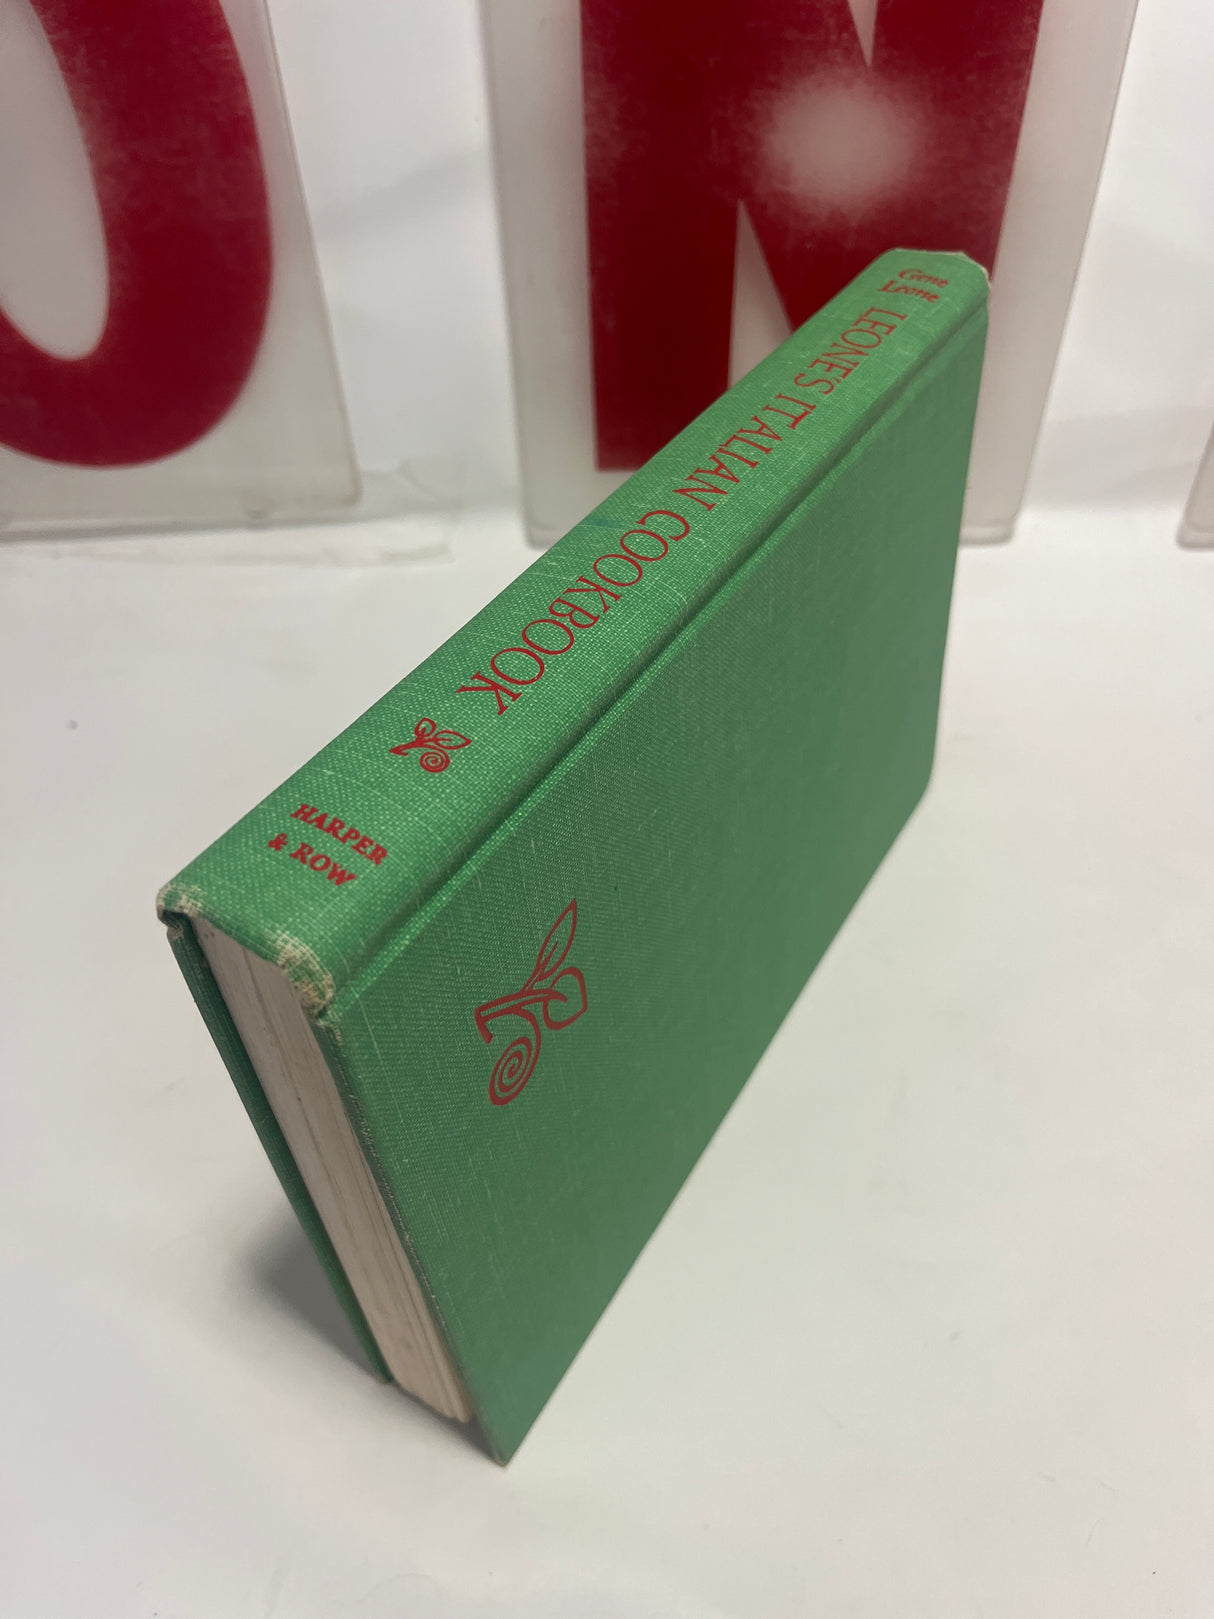 Gene
Leone
LEONE'S ITALIAN COOKBOOK
HARPER
& ROW